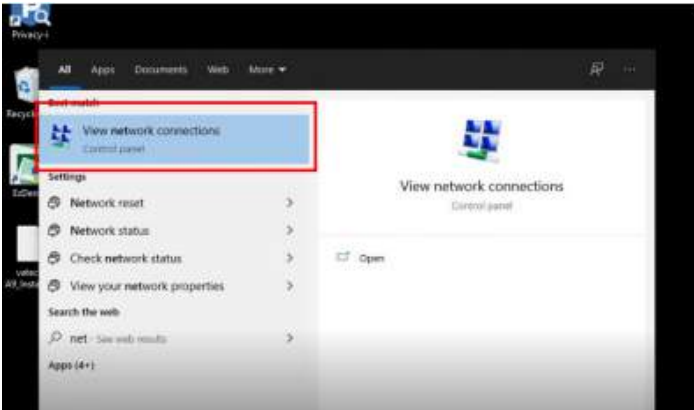 Privacy-i
All Apps Documents Web More
Best match
View network connections
Control panel
Settings
Network reset
Network status
Check network status
View your network properties
Search the web
net - See web results
Apps (4+)
View network connections
Control panel
Open